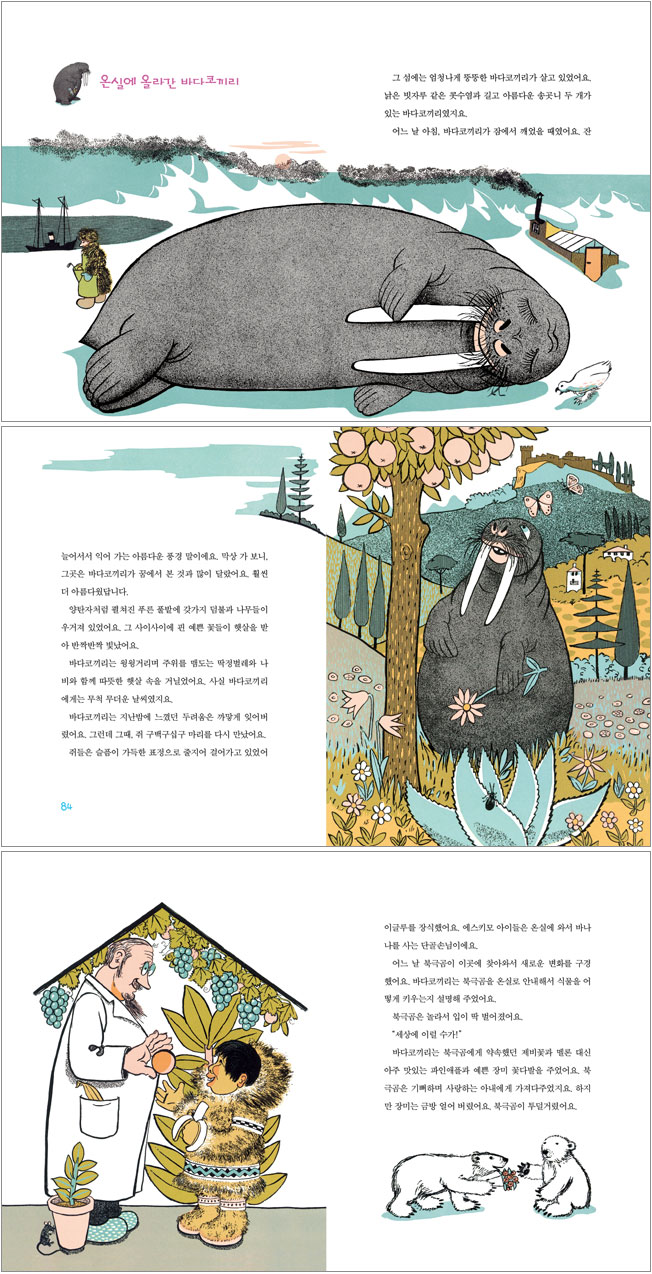 온실에 올라간 바다코끼리
그 섬에는 엄청나게 뚱뚱한 바다코끼리가 살고 있었어요.
낡은 빗자루 같은 콧수염과 길고 아름다운 송곳니 두 개가
있는 바다코끼리였지요.
어느 날 아침, 바다코끼리가 잠에서 깨었을 때였어요. 잔
늘어서서 익어 가는 아름다운 풍경 말이에요. 막상 가 보니,
그곳은 바다코끼리가 꿈에서 본 것과 많이 달랐어요. 훨씬
더 아름다웠답니다.
양탄자처럼 펼쳐진 푸른 풀밭에 갖가지 덤불과 나무들이
우거져 있었어요. 그 사이사이에 핀 예쁜 꽃들이 햇살을 받
아 반짝반짝 빛났어요.
바다코끼리는 윙윙거리며 주위를 맴도는 딱정벌레와 나
비와 함께 따뜻한 햇살 속을 거닐었어요. 사실 바다코끼리
에게는 무척 무더운 날씨였지요.
바다코끼리는 지난밤에 느꼈던 두려움은 까맣게 잊어버
렸어요. 그런데 그때, 쥐 구백구십구 마리를 다시 만났어요.
쥐들은 슬픔이 가득한 표정으로 줄지어 걸어가고 있었어
84
이글루를 장식했어요. 에스키모 아이들은 온실에 와서 바나
나를 사는 단골손님이에요.
어느 날 북극곰이 이곳에 찾아와서 새로운 변화를 구경
했어요. 바다코끼리는 북극곰을 온실로 안내해서 식물을 어
떻게 키우는지 설명해 주었어요.
북극곰은 놀라서 입이 딱 벌어졌어요.
“세상에 이럴 수가!”
바다코끼리는 북극곰에게 약속했던 제비꽃과 멜론 대신
아주 맛있는 파인애플과 예쁜 장미 꽃다발을 주었어요. 북
극곰은 기뻐하며 사랑하는 아내에게 가져다주었지요. 하지
만 장미는 금방 얼어 버렸어요. 북극곰이 투덜거렸어요.